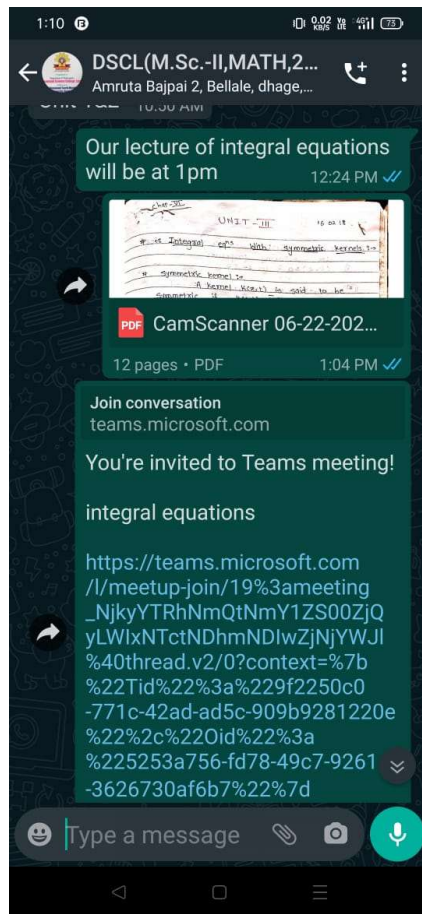 1:10
0.02 KB/S
4G
73
DSCL(M.Sc.-II,MATH,2...
Amruta Bajpai 2, Bellale, dhage,...
10:30 AM
Our lecture of integral equations
will be at 1pm
12:24 PM
Chap-III
UNIT-III
Integral eqns with symmetric kernels :-
* symmetric kernel :-
A kernel is said to be
symmetric
PDF
CamScanner 06-22-202...
12 pages • PDF
1:04 PM
Join conversation
teams.microsoft.com
You're invited to Teams meeting!
integral equations
https://teams.microsoft.com
/l/meetup-join/19%3ameeting
_NjkyYTRhNmQtNmY1ZS00ZjQ
yLWIxNTctNDhmNDIwZjNjYWJl
%40thread.v2/0?context=%7b
%22Tid%22%3a%229f2250c0
-771c-42ad-ad5c-909b9281220e
%22%2c%22Oid%22%3a
%225253a756-fd78-49c7-9261
-3626730af6b7%22%7d
Type a message